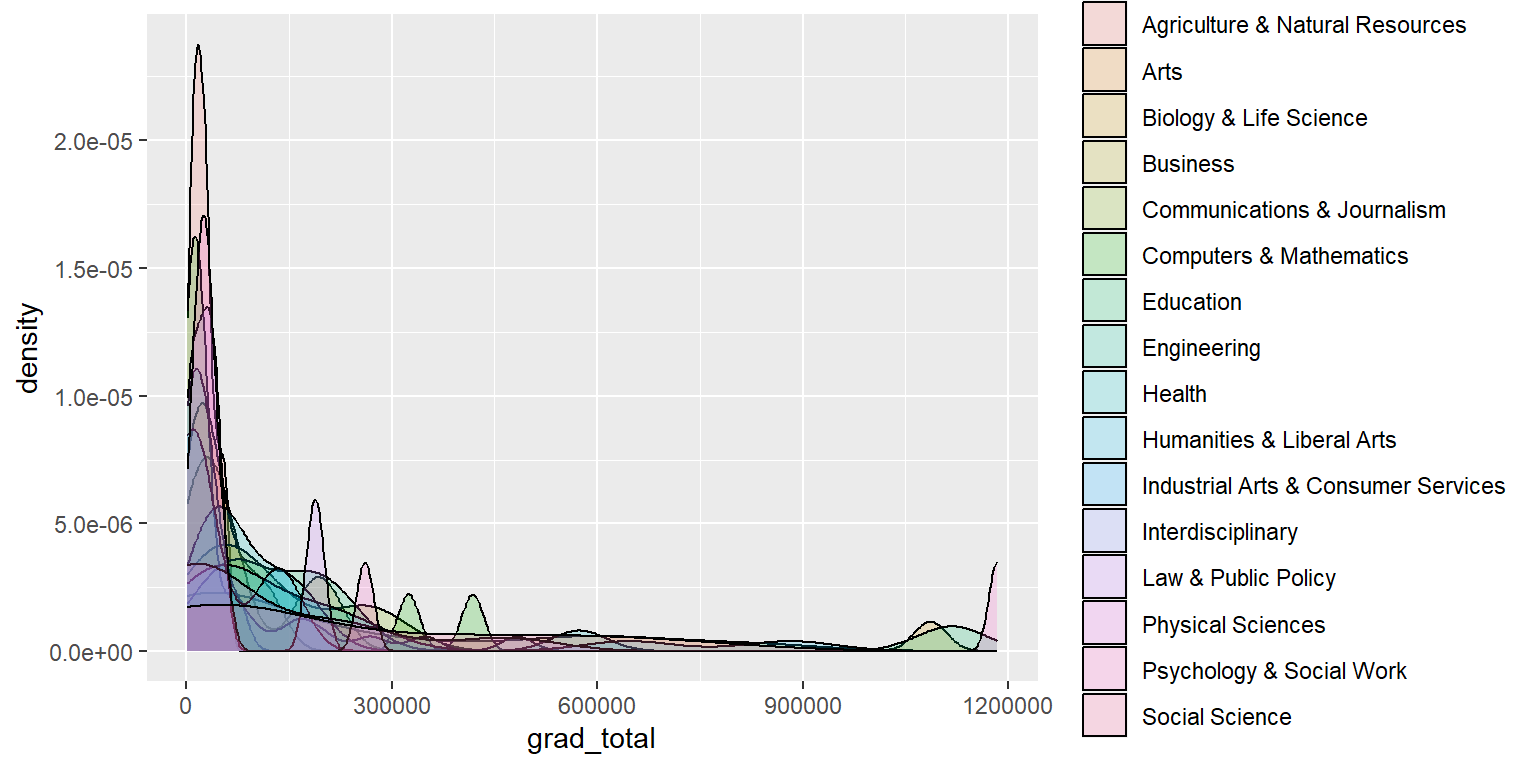 density
2.0e-05
1.5e-05
1.0e-05
5.0e-06
0.0e+00
0
300000
600000
900000
1200000
grad_total
Agriculture & Natural Resources
Arts
Biology & Life Science
Business
Communications & Journalism
Computers & Mathematics
Education
Engineering
Health
Humanities & Liberal Arts
Industrial Arts & Consumer Services
Interdisciplinary
Law & Public Policy
Physical Sciences
Psychology & Social Work
Social Science